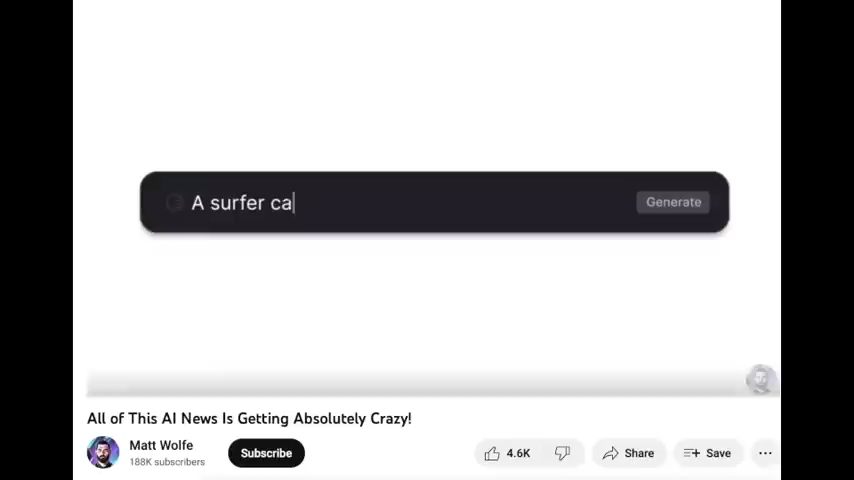 A surfer ca
Generate
All of This AI News Is Getting Absolutely Crazy!
Matt Wolfe
188K subscribers
Subscribe
4.6K
Share
Save